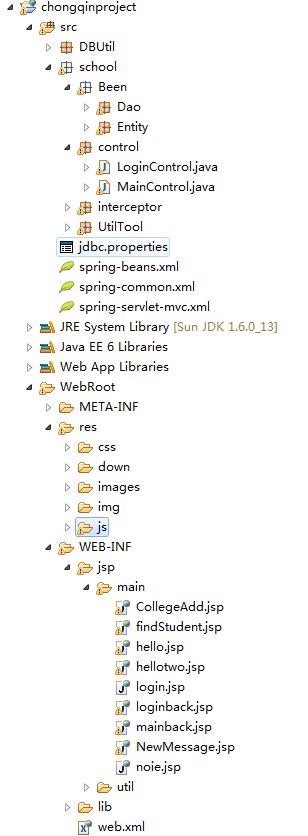 chongqinproject
src
DBUtil
school
Been
Dao
Entity
control
LoginControl.java
MainControl.java
interceptor
UtilTool
jdbc.properties
spring-beans.xml
spring-common.xml
spring-servlet-mvc.xml
JRE System Library [Sun JDK 1.6.0_13]
Java EE 6 Libraries
Web App Libraries
WebRoot
META-INF
res
css
down
images
img
js
WEB-INF
jsp
main
CollegeAdd.jsp
findStudent.jsp
hello.jsp
hellotwo.jsp
login.jsp
loginback.jsp
mainback.jsp
NewMessage.jsp
noie.jsp
util
lib
web.xml